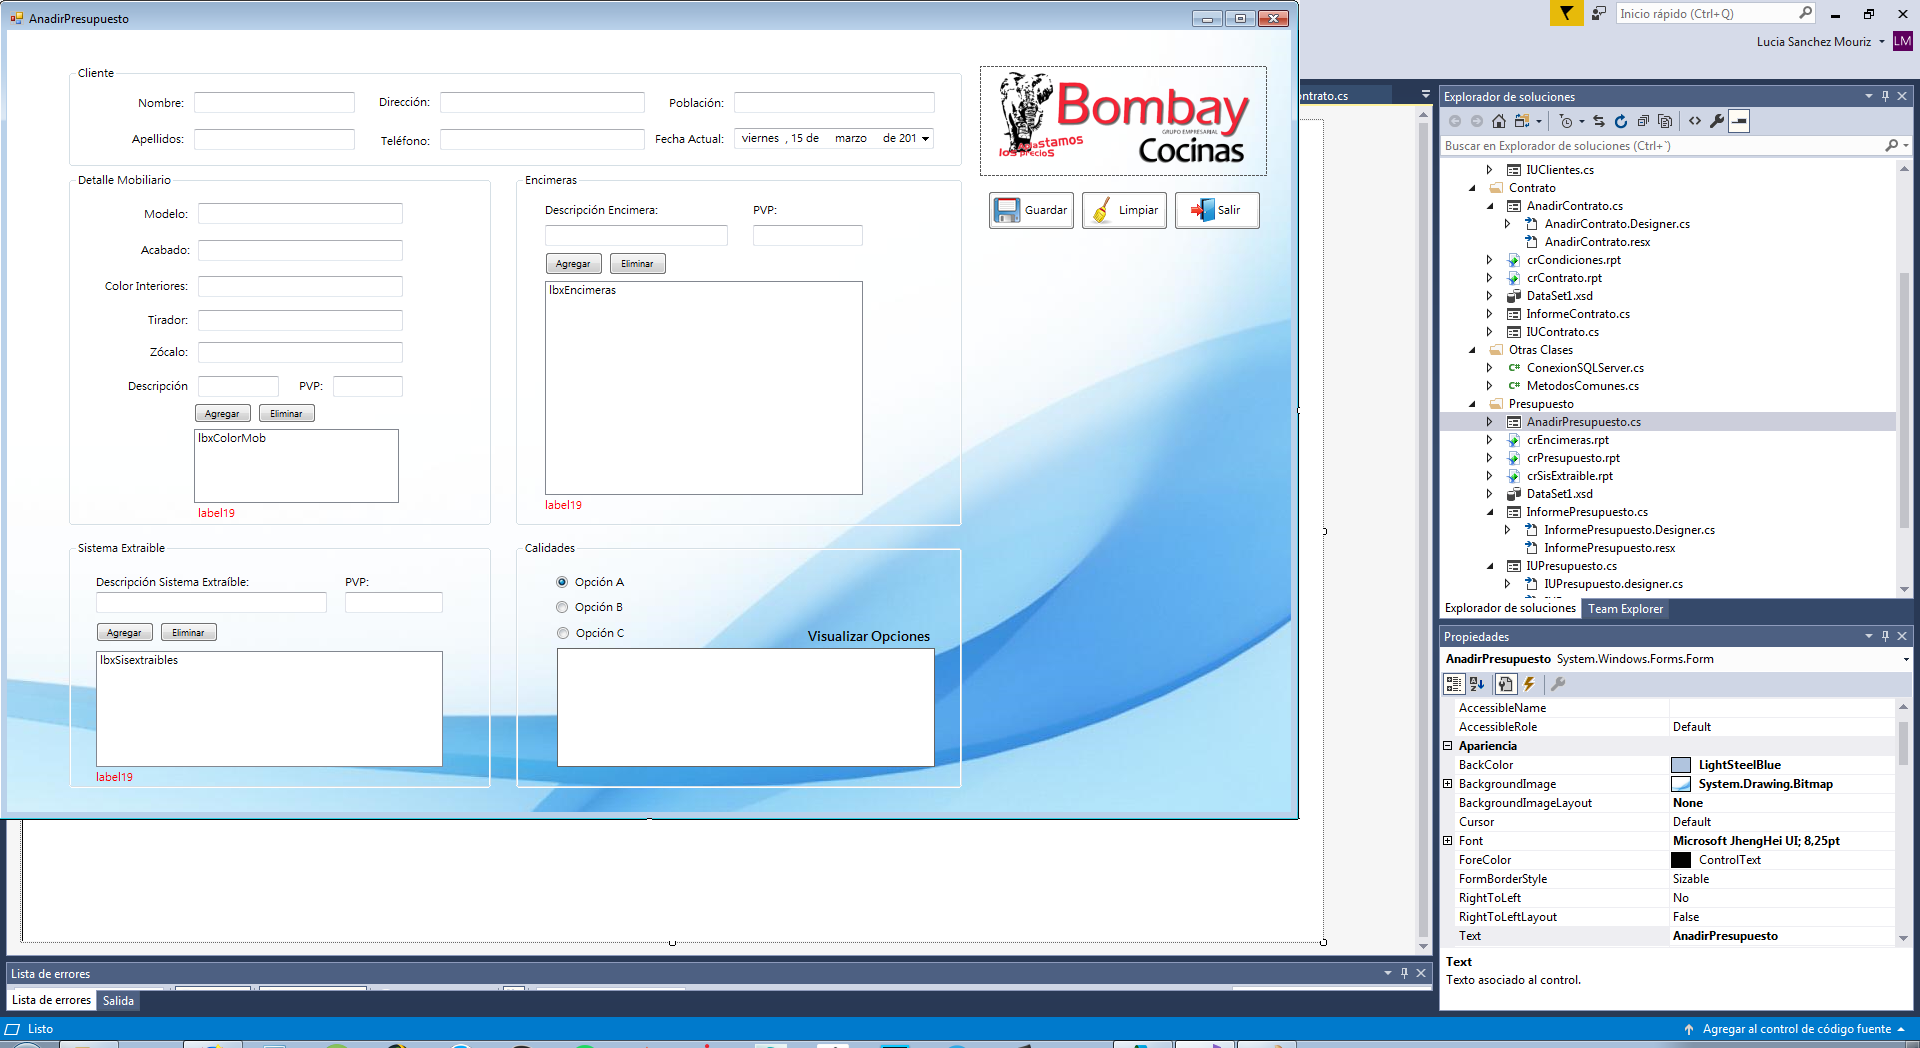 AnadirPresupuesto
Inicio rápido (Ctrl+Q)
Lucia Sanchez Mouriz
LM
Cliente
Nombre:
Dirección:
Población:
Apellidos:
Teléfono:
Fecha Actual:
viernes , 15 de marzo de 201
Bombay
GRUPO EMPRESARIAL
Cocinas
los precios
Guardar
Limpiar
Salir
Detalle Mobiliario
Modelo:
Acabado:
Color Interiores:
Tirador:
Zócalo:
Descripción
PVP:
Agregar
Eliminar
lbxColorMob
label19
Encimeras
Descripción Encimera:
PVP:
Agregar
Eliminar
lbxEncimeras
label19
Sistema Extraible
Descripción Sistema Extraíble:
PVP:
Agregar
Eliminar
lbxSisextraibles
label19
Calidades
Opción A
Opción B
Opción C
Visualizar Opciones
ontrato.cs
Explorador de soluciones
Buscar en Explorador de soluciones (Ctrl+`)
IUClientes.cs
Contrato
AnadirContrato.cs
AnadirContrato.Designer.cs
AnadirContrato.resx
crCondiciones.rpt
crContrato.rpt
DataSet1.xsd
InformeContrato.cs
IUContrato.cs
Otras Clases
ConexionSQLServer.cs
MetodosComunes.cs
Presupuesto
AnadirPresupuesto.cs
crEncimeras.rpt
crPresupuesto.rpt
crSisExtraible.rpt
DataSet1.xsd
InformePresupuesto.cs
InformePresupuesto.Designer.cs
InformePresupuesto.resx
IUPresupuesto.cs
IUPresupuesto.designer.cs
Explorador de soluciones
Team Explorer
Propiedades
AnadirPresupuesto System.Windows.Forms.Form
AccessibleName
AccessibleRole Default
Apariencia
BackColor LightSteelBlue
BackgroundImage System.Drawing.Bitmap
BackgroundImageLayout None
Cursor Default
Font Microsoft JhengHei UI; 8,25pt
ForeColor ControlText
FormBorderStyle Sizable
RightToLeft No
RightToLeftLayout False
Text AnadirPresupuesto
Text
Texto asociado al control.
Lista de errores
Lista de errores
Salida
Listo
Agregar al control de código fuente